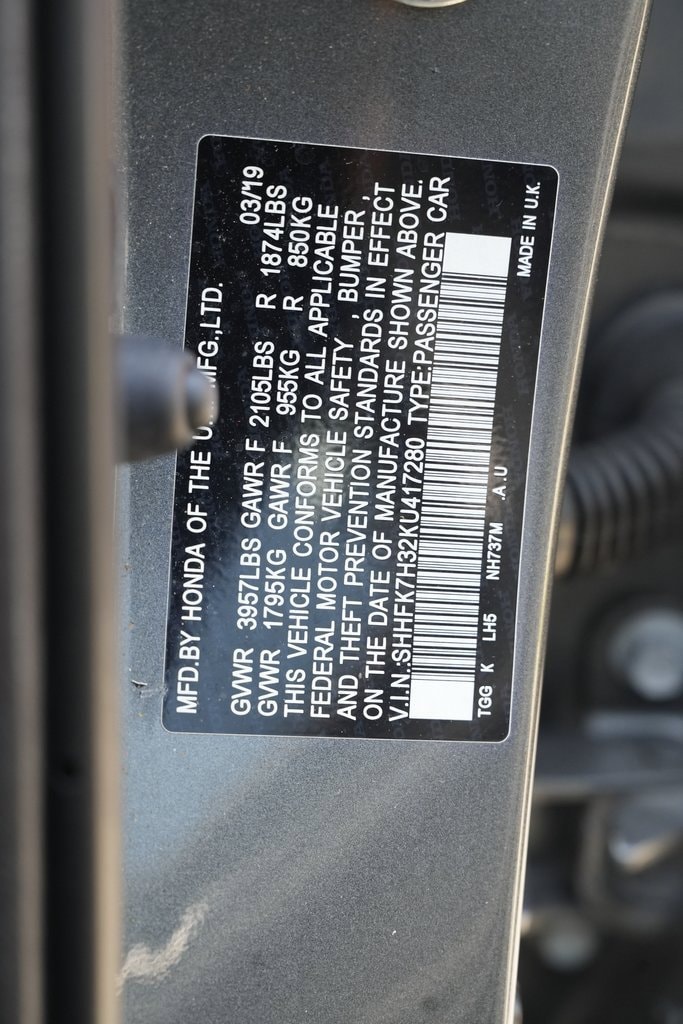 MFD.BY HONDA OF THE U. MFG.,LTD. 03/'19
GVWR 3957LBS GAWR F 2105LBS R 1874LBS
GVWR 1795KG GAWR F 955KG R 850KG
THIS VEHICLE CONFORMS TO ALL APPLICABLE
FEDERAL MOTOR VEHICLE SAFETY , BUMPER ,
AND THEFT PREVENTION STANDARDS IN EFFECT
ON THE DATE OF MANUFACTURE SHOWN ABOVE.
V.I.N.:SHHFK7H32KU417280 TYPE:PASSENGER CAR
TGG K LH5 NH737M .A.U MADE IN U.K.